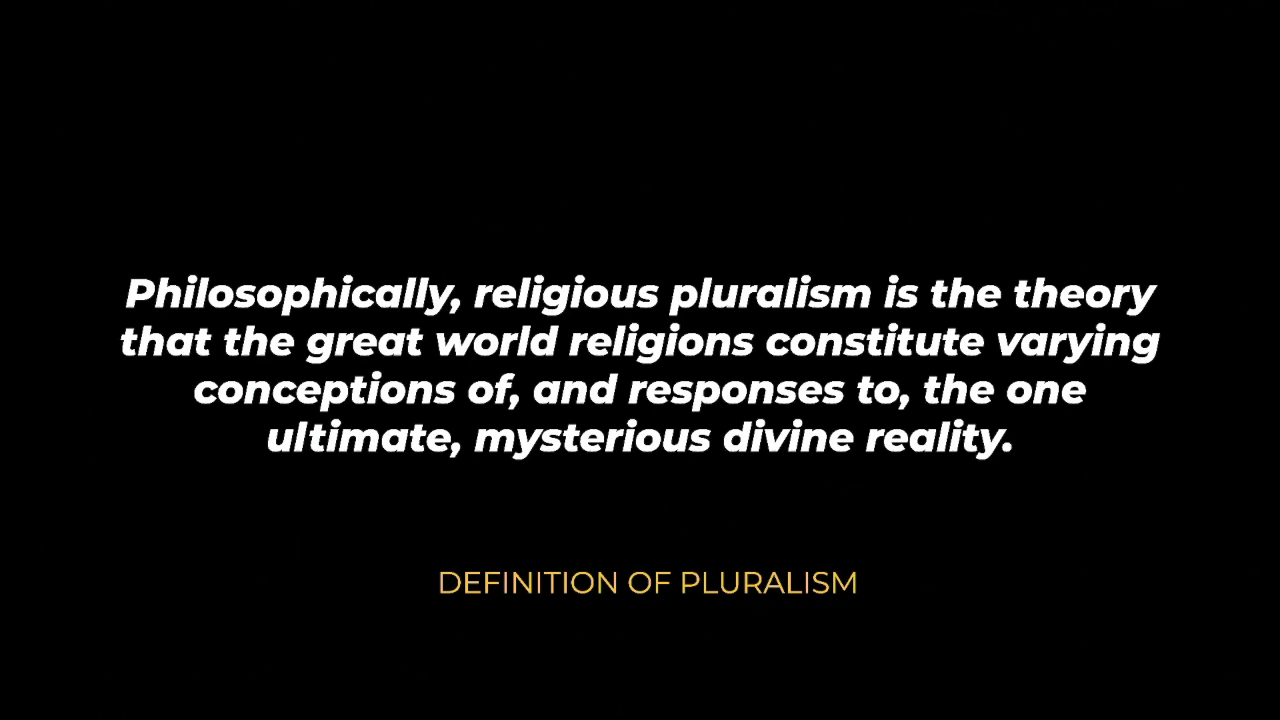 Philosophically, religious pluralism is the theory
that the great world religions constitute varying
conceptions of, and responses to, the one
ultimate, mysterious divine reality.
DEFINITION OF PLURALISM